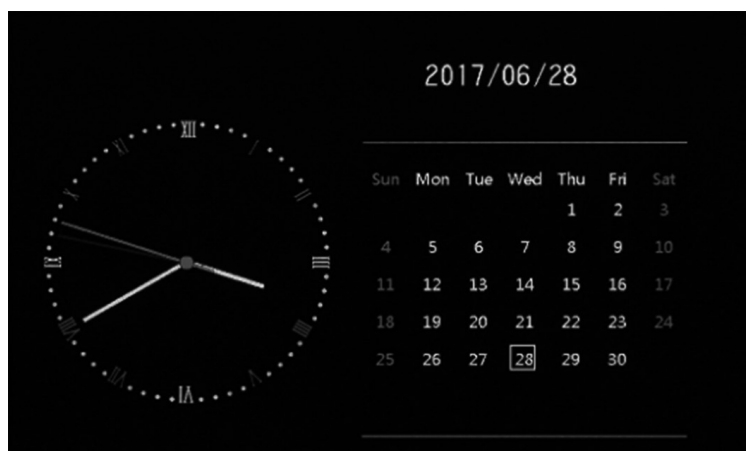 2017/06/28
XII
I
II
III
IIII
V
VI
VII
VIII
IX
X
XI
Sun Mon Tue Wed Thu Fri Sat
1 2 3
4 5 6 7 8 9 10
11 12 13 14 15 16 17
18 19 20 21 22 23 24
25 26 27 28 29 30